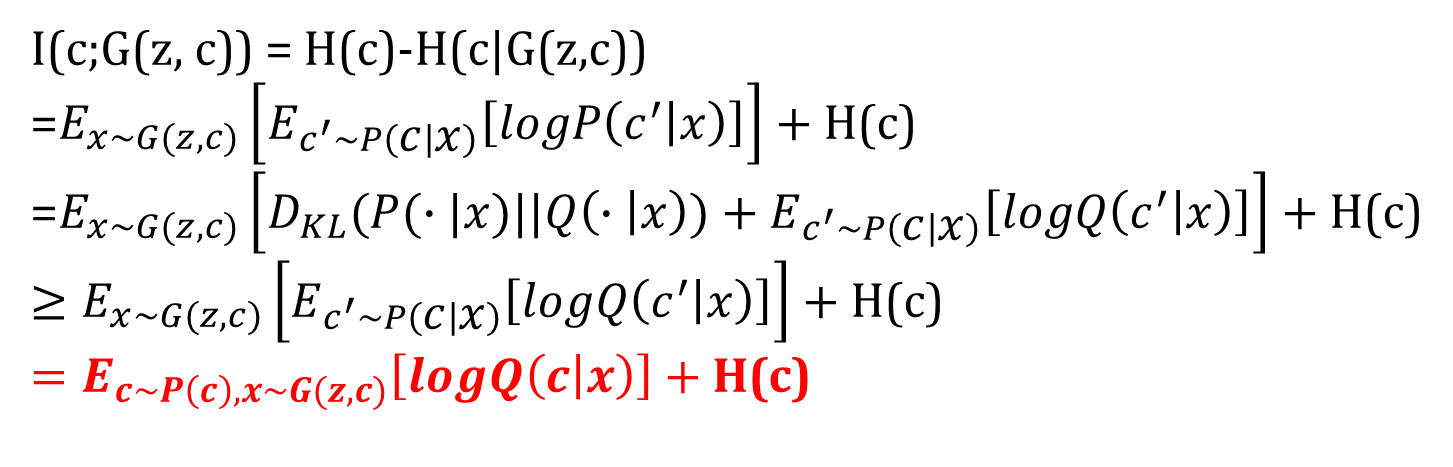 I(c;G(z, c)) = H(c)-H(c|G(z,c))
=E_{x~G(z,c)} [E_{c′~P(C|x)}[logP(c′|x)]] + H(c)
=E_{x~G(z,c)} [D_{KL}(P(· |x)||Q(· |x)) + E_{c′~P(C|x)}[logQ(c′|x)]] + H(c)
≥ E_{x~G(z,c)} [E_{c′~P(C|x)}[logQ(c′|x)]] + H(c)
= E_{c~P(c),x~G(z,c)}[logQ(c|x)] + H(c)